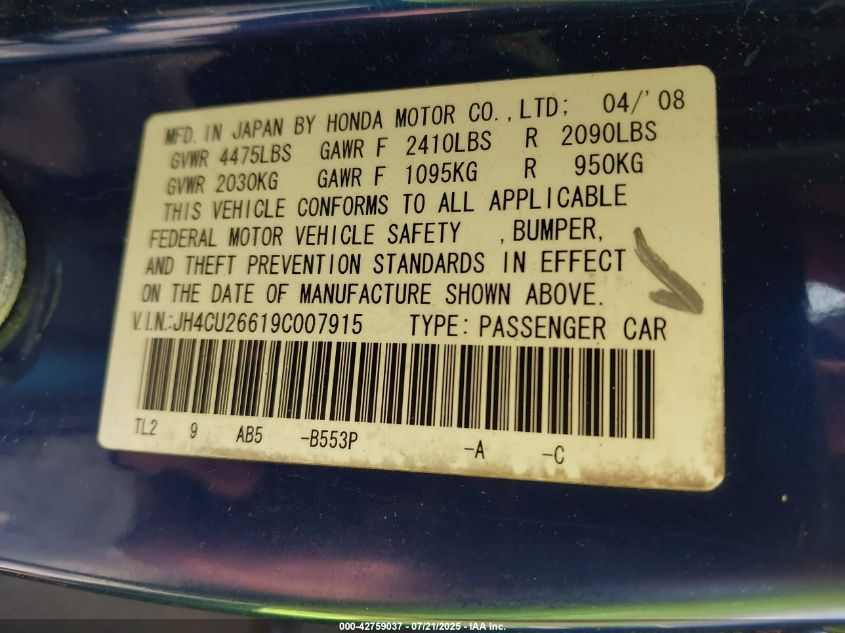 MFD. IN JAPAN BY HONDA MOTOR CO.,LTD; 04/'08
GVWR 4475LBS GAWR F 2410LBS R 2090LBS
GVWR 2030KG GAWR F 1095KG R 950KG
THIS VEHICLE CONFORMS TO ALL APPLICABLE
FEDERAL MOTOR VEHICLE SAFETY ,BUMPER,
AND THEFT PREVENTION STANDARDS IN EFFECT
ON THE DATE OF MANUFACTURE SHOWN ABOVE.
V.I.N.:JH4CU26619C007915 TYPE: PASSENGER CAR
TL2 9 AB5 -B553P -A -C
000-42759037 - 07/21/2025 - IAA Inc.